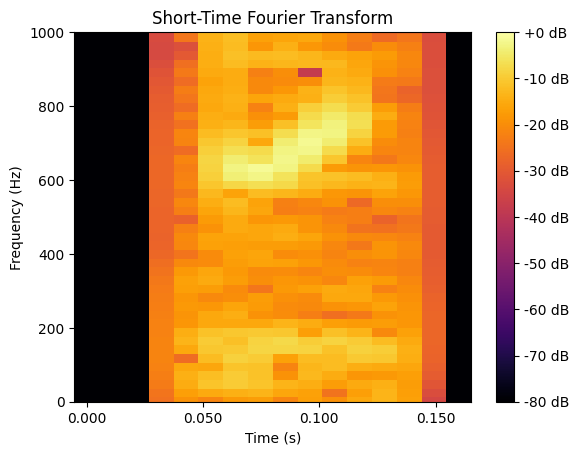 Short-Time Fourier Transform
1000
800
600
400
200
0
Frequency (Hz)
0.000
0.050
0.100
0.150
Time (s)
+0 dB
-10 dB
-20 dB
-30 dB
-40 dB
-50 dB
-60 dB
-70 dB
-80 dB